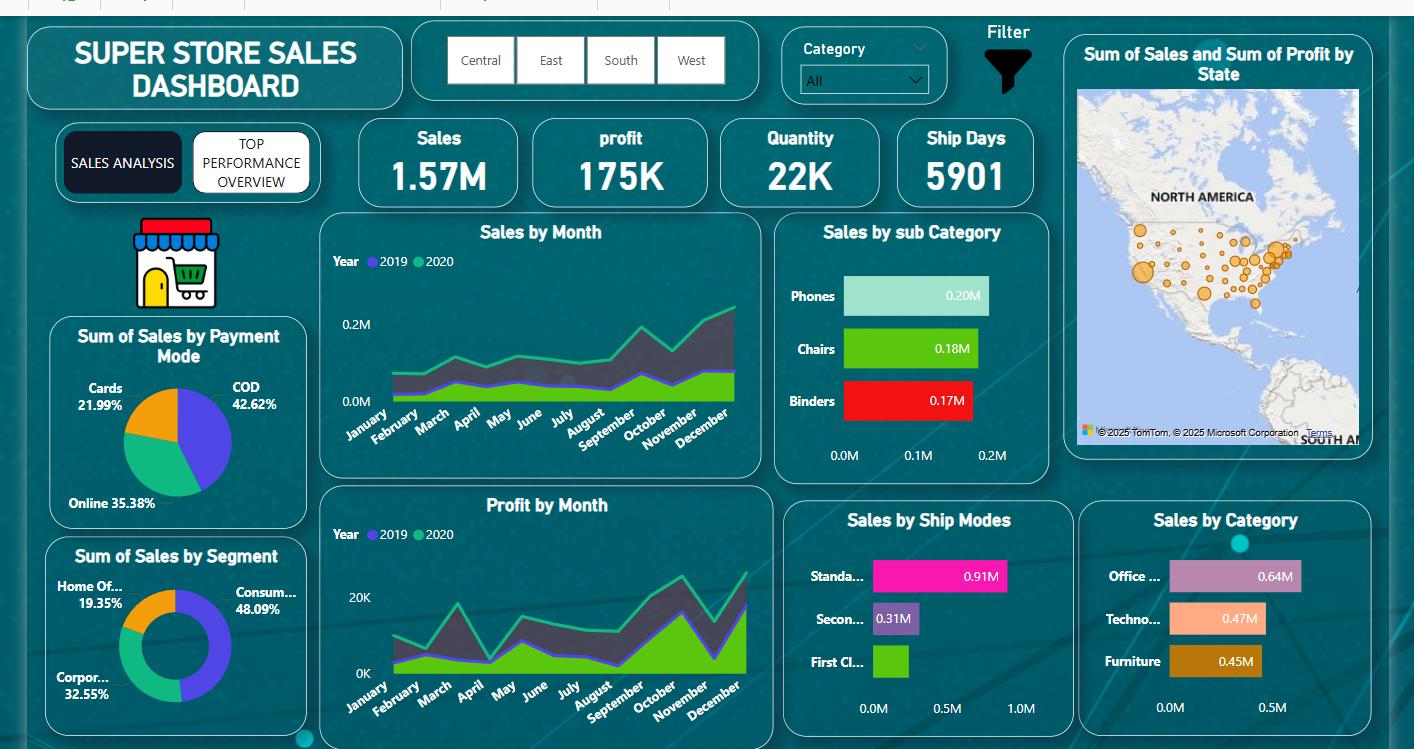 SUPER STORE SALES
DASHBOARD
Central
East
South
West
Category
All
Filter
Sum of Sales and Sum of Profit by
State
SALES ANALYSIS
TOP
PERFORMANCE
OVERVIEW
Sales
1.57M
profit
175K
Quantity
22K
Ship Days
5901
NORTH AMERICA
© 2025 TomTom, © 2025 Microsoft Corporation
Terms
SOUTH AM
Sales by Month
Year
2019
2020
0.2M
0.0M
January
February
March
April
May
June
July
August
September
October
November
December
Sales by sub Category
Phones
0.20M
Chairs
0.18M
Binders
0.17M
0.0M
0.1M
0.2M
Sum of Sales by Payment
Mode
Cards
21.99%
COD
42.62%
Online 35.38%
Profit by Month
Year
2019
2020
20K
0K
January
February
March
April
May
June
July
August
September
October
November
December
Sales by Ship Modes
Standa...
0.91M
Secon...
0.31M
First Cl...
0.0M
0.5M
1.0M
Sales by Category
Office ...
0.64M
Techno...
0.47M
Furniture
0.45M
0.0M
0.5M
Sum of Sales by Segment
Home Of...
19.35%
Consum...
48.09%
Corpor...
32.55%